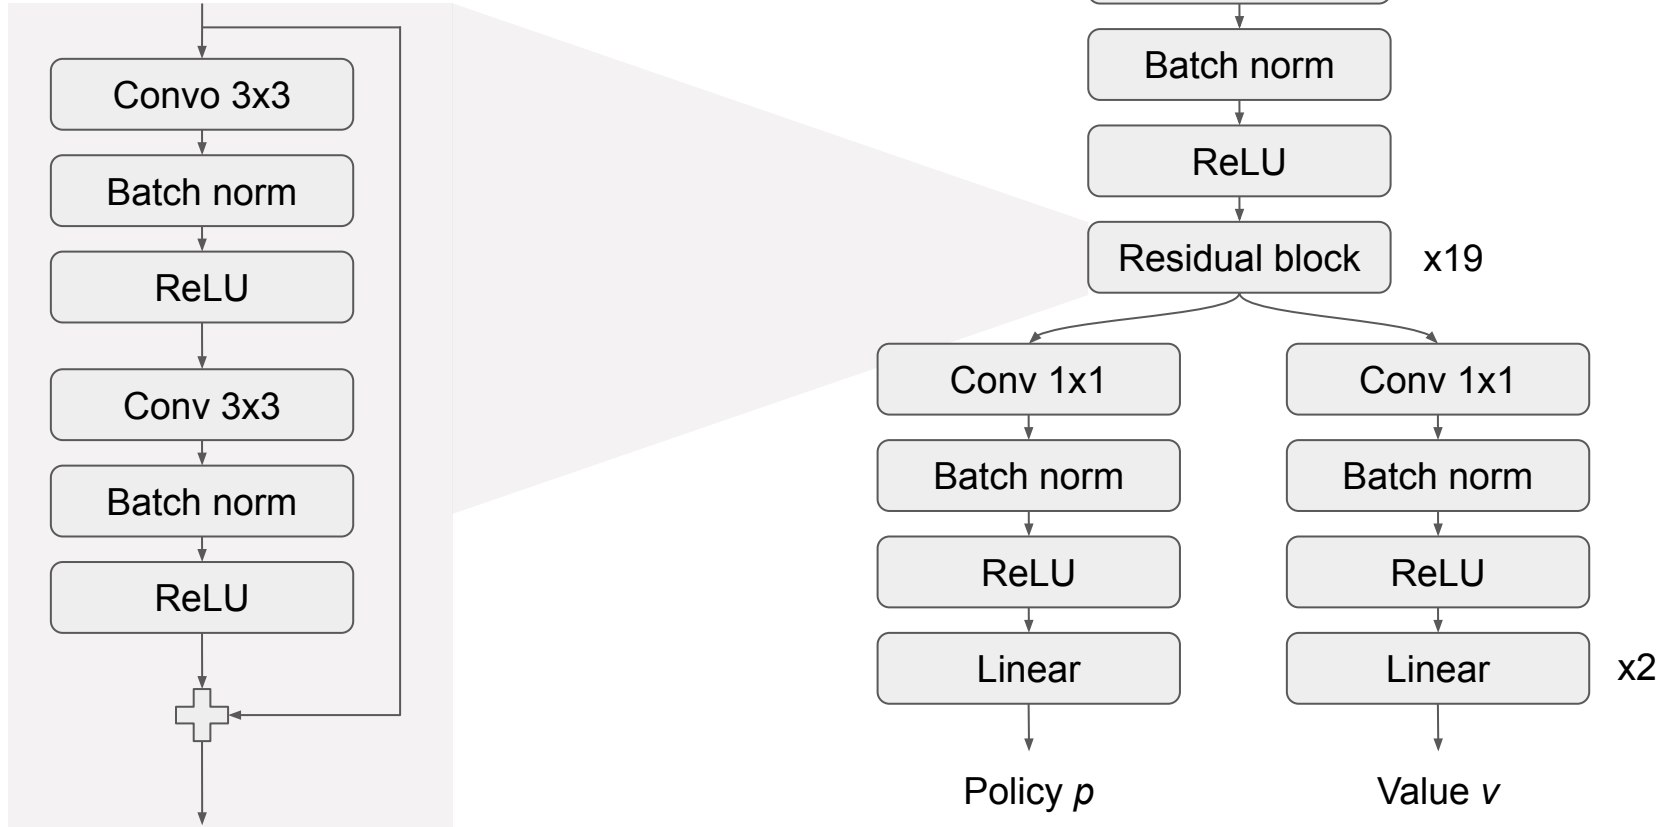 Convo 3x3
Batch norm
ReLU
Conv 3x3
Batch norm
ReLU
Batch norm
ReLU
Residual block x19
Conv 1x1
Batch norm
ReLU
Linear
Policy p
Conv 1x1
Batch norm
ReLU
Linear x2
Value v